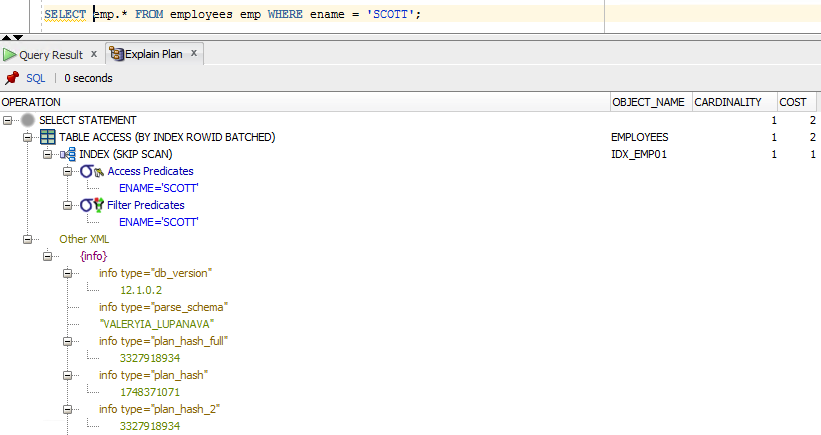 SELECT emp.* FROM employees emp WHERE ename = 'SCOTT';
Query Result x Explain Plan x
SQL | 0 seconds
OPERATION OBJECT_NAME CARDINALITY COST
SELECT STATEMENT 1 2
TABLE ACCESS (BY INDEX ROWID BATCHED) EMPLOYEES 1 2
INDEX (SKIP SCAN) IDX_EMP01 1 1
Access Predicates
ENAME='SCOTT'
Filter Predicates
ENAME='SCOTT'
Other XML
{info}
info type="db_version"
12.1.0.2
info type="parse_schema"
"VALERYIA_LUPANAVA"
info type="plan_hash_full"
3327918934
info type="plan_hash"
1748371071
info type="plan_hash_2"
3327918934